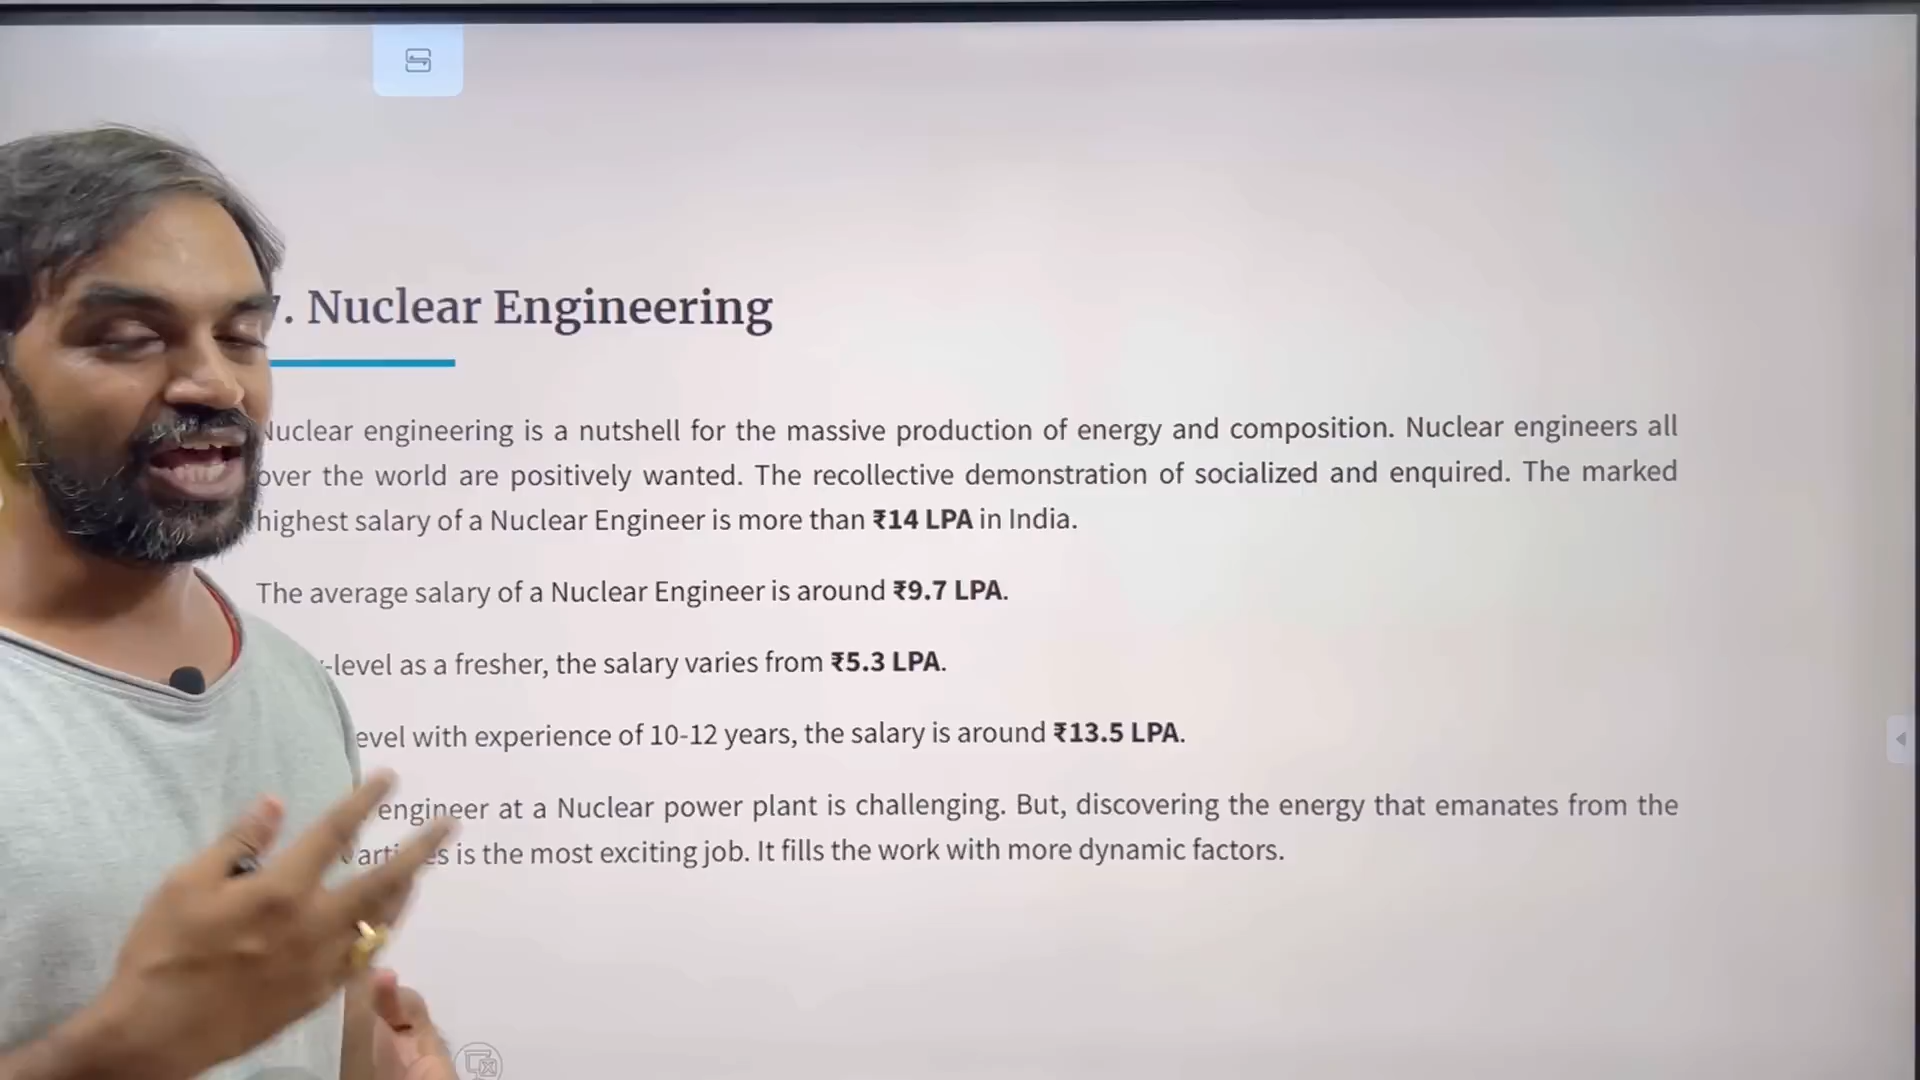 . Nuclear Engineering
Nuclear engineering is a nutshell for the massive production of energy and composition. Nuclear engineers all
over the world are positively wanted. The recollective demonstration of socialized and enquired. The marked
highest salary of a Nuclear Engineer is more than ₹14 LPA in India.
The average salary of a Nuclear Engineer is around ₹9.7 LPA.
-level as a fresher, the salary varies from ₹5.3 LPA.
level with experience of 10-12 years, the salary is around ₹13.5 LPA.
engineer at a Nuclear power plant is challenging. But, discovering the energy that emanates from the
is the most exciting job. It fills the work with more dynamic factors.